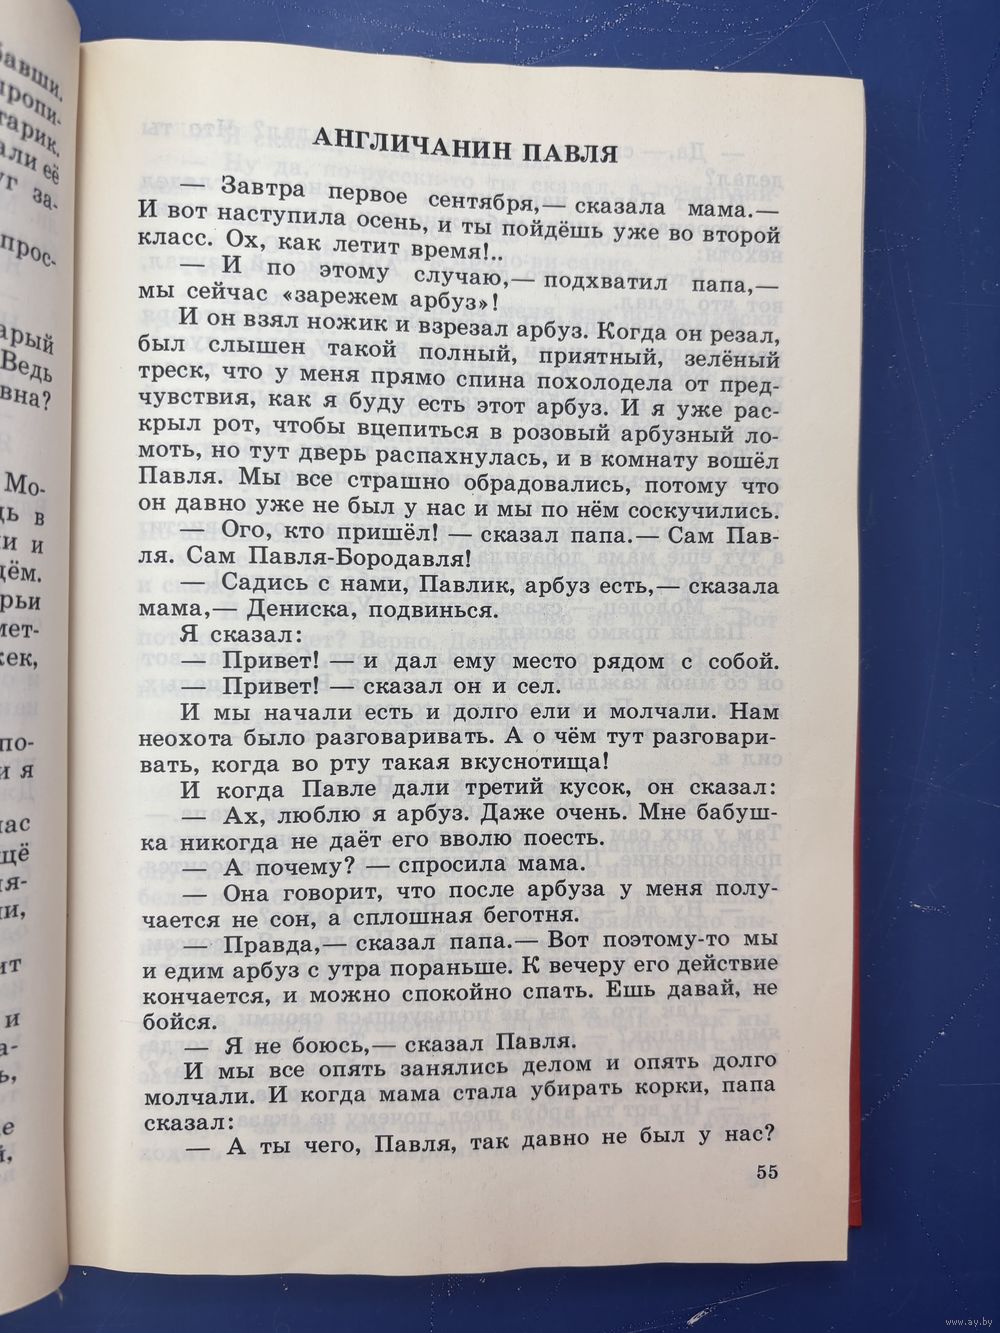 АНГЛИЧАНИН ПАВЛЯ
— Завтра первое сентября,— сказала мама.—
И вот наступила осень, и ты пойдёшь уже во второй
класс. Ох, как летит время!..
— И по этому случаю,— подхватил папа,—
мы сейчас «зарежем арбуз»!
И он взял ножик и взрезал арбуз. Когда он резал,
был слышен такой полный, приятный, зелёный
треск, что у меня прямо спина похолодела от пред-
чувствия, как я буду есть этот арбуз. И я уже рас-
крыл рот, чтобы вцепиться в розовый арбузный ло-
моть, но тут дверь распахнулась, и в комнату вошёл
Павля. Мы все страшно обрадовались, потому что
он давно уже не был у нас и мы по нём соскучились.
— Ого, кто пришёл! — сказал папа.— Сам Пав-
ля. Сам Павля-Бородавля!
— Садись с нами, Павлик, арбуз есть,— сказала
мама,— Дениска, подвинься.
Я сказал:
— Привет! — и дал ему место рядом с собой.
— Привет! — сказал он и сел.
И мы начали есть и долго ели и молчали. Нам
неохота было разговаривать. А о чём тут разговари-
вать, когда во рту такая вкуснотища!
И когда Павле дали третий кусок, он сказал:
— Ах, люблю я арбуз. Даже очень. Мне бабуш-
ка никогда не даёт его вволю поесть.
— А почему? — спросила мама.
— Она говорит, что после арбуза у меня полу-
чается не сон, а сплошная беготня.
— Правда,— сказал папа.— Вот поэтому-то мы
и едим арбуз с утра пораньше. К вечеру его действие
кончается, и можно спокойно спать. Ешь давай, не
бойся.
— Я не боюсь,— сказал Павля.
И мы все опять занялись делом и опять долго
молчали. И когда мама стала убирать корки, папа
сказал:
— А ты чего, Павля, так давно не был у нас?
55
www.ay.by